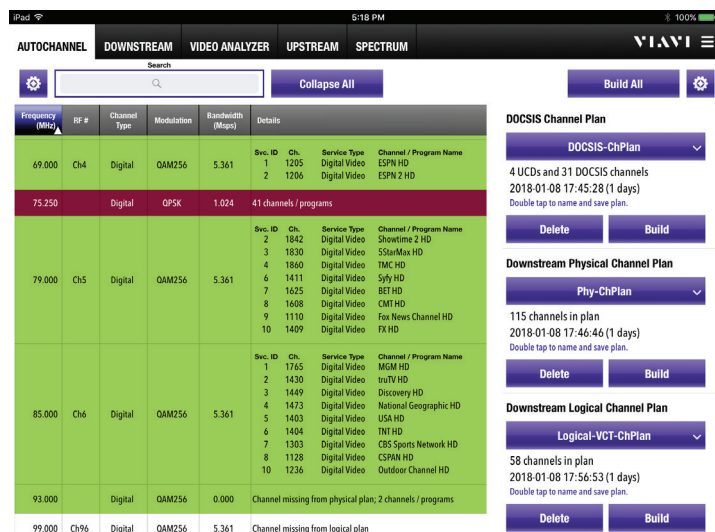 iPad 5:18 PM 100%
AUTOCHANNEL DOWNSTREAM VIDEO ANALYZER UPSTREAM SPECTRUM VIAVI
Search
Collapse All Build All
Frequency (MHz) RF # Channel Type Modulation Bandwidth (Msps) Details
Svc. ID Ch. Service Type Channel / Program Name
69.000 Ch4 Digital QAM256 5.361
1 1205 Digital Video ESPN HD
2 1206 Digital Video ESPN 2 HD
75.250 Digital QPSK 1.024 41 channels / programs
Svc. ID Ch. Service Type Channel / Program Name
79.000 Ch5 Digital QAM256 5.361
2 1842 Digital Video Showtime 2 HD
3 1830 Digital Video 5StarMax HD
4 1860 Digital Video TMC HD
6 1411 Digital Video Syfy HD
7 1625 Digital Video BET HD
8 1608 Digital Video CMT HD
9 1110 Digital Video Fox News Channel HD
10 1409 Digital Video FX HD
Svc. ID Ch. Service Type Channel / Program Name
85.000 Ch6 Digital QAM256 5.361
1 1765 Digital Video MGM HD
2 1430 Digital Video truTV HD
3 1449 Digital Video Discovery HD
4 1473 Digital Video National Geographic HD
5 1403 Digital Video USA HD
6 1404 Digital Video TNT HD
7 1303 Digital Video CBS Sports Network HD
8 1128 Digital Video CSPAN HD
10 1236 Digital Video Outdoor Channel HD
93.000 Digital QAM256 0.000 Channel missing from physical plan; 2 channels / programs
99.000 Ch96 Digital QAM256 5.361 Channel missing from logical plan
DOCSIS Channel Plan
DOCSIS-ChPlan
4 UCDs and 31 DOCSIS channels
2018-01-08 17:45:28 (1 days)
Double tap to name and save plan.
Delete Build
Downstream Physical Channel Plan
Phy-ChPlan
115 channels in plan
2018-01-08 17:46:46 (1 days)
Double tap to name and save plan.
Delete Build
Downstream Logical Channel Plan
Logical-VCT-ChPlan
58 channels in plan
2018-01-08 17:56:53 (1 days)
Double tap to name and save plan.
Delete Build